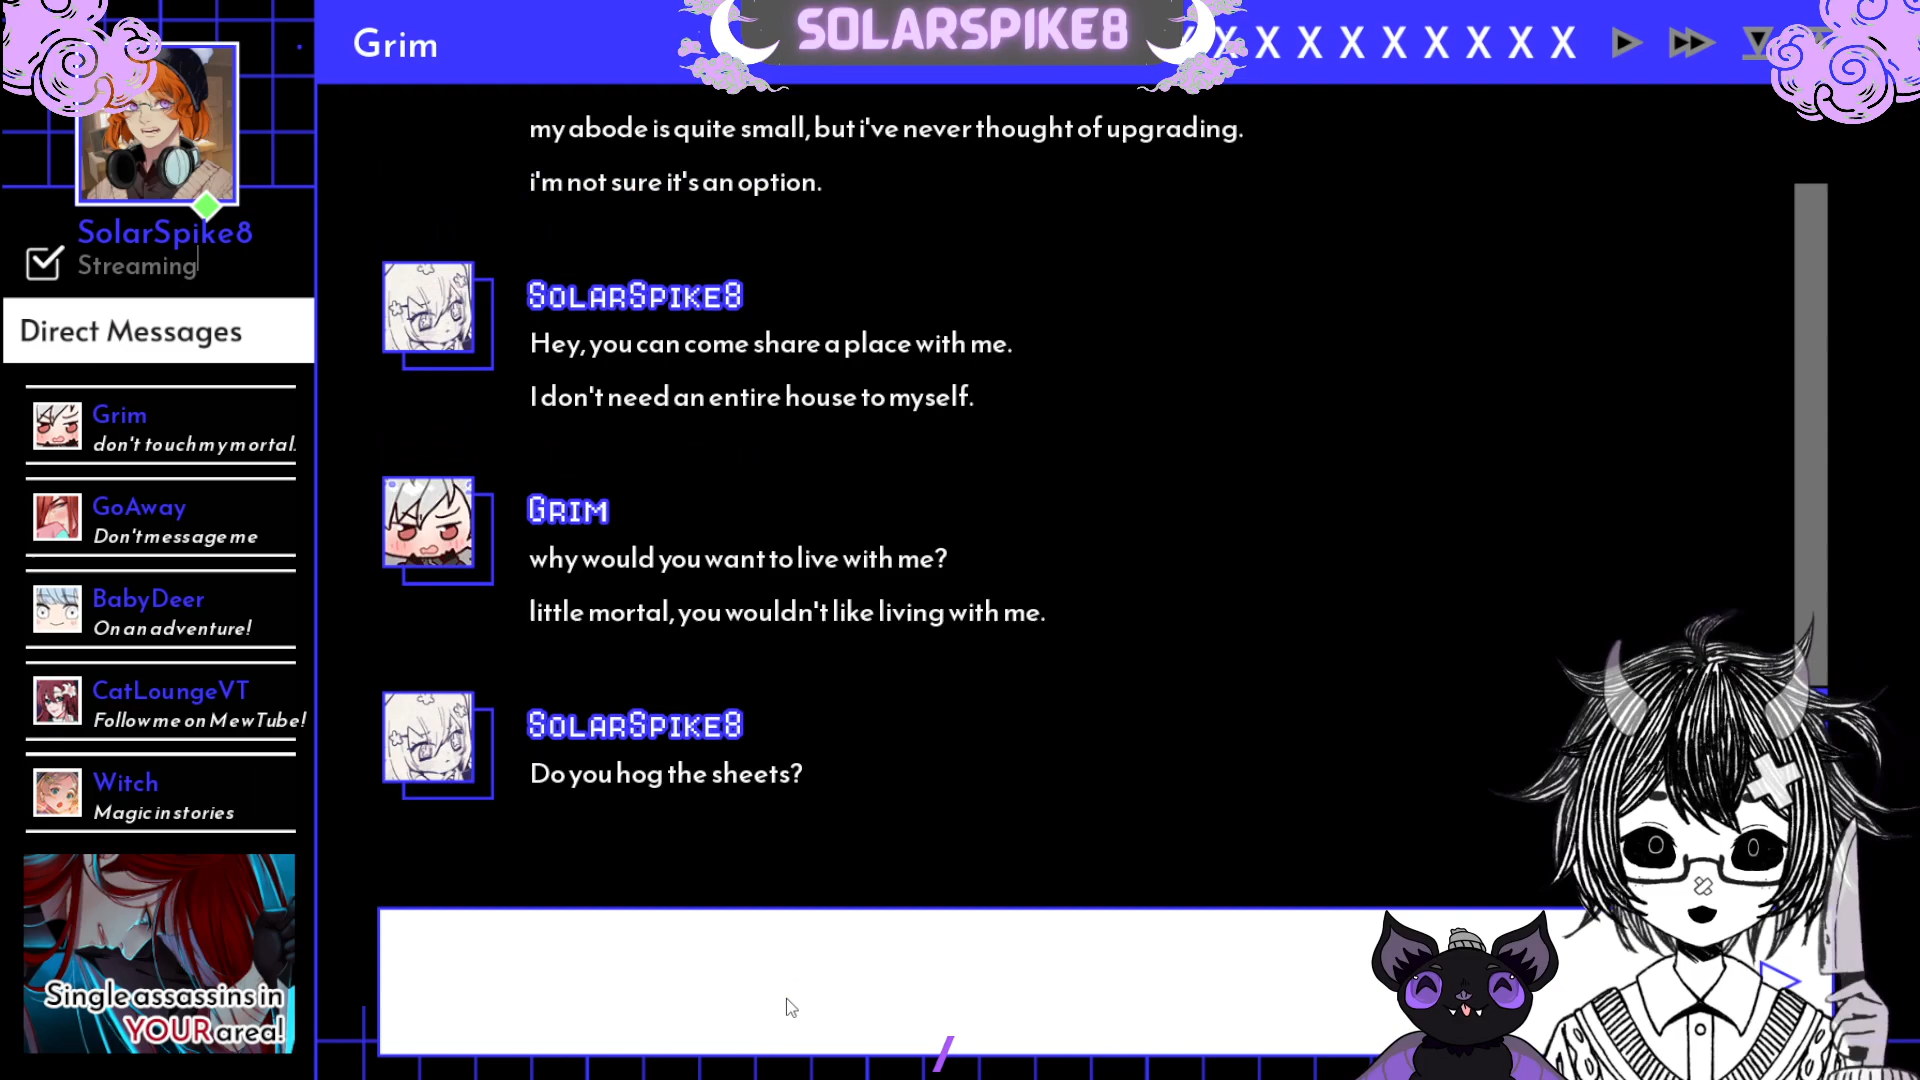 SOLARSPIKE8
Grim
X X X X X X X X
SolarSpike8
Streaming
Direct Messages
Grim
don't touch my mortal.
GoAway
Don't message me
BabyDeer
On an adventure!
CatLoungeVT
Follow me on MewTube!
Witch
Magic in stories
Single assassins in
YOUR area!
my abode is quite small, but i've never thought of upgrading.
i'm not sure it's an option.
SolarSpike8
Hey, you can come share a place with me.
I don't need an entire house to myself.
Grim
why would you want to live with me?
little mortal, you wouldn't like living with me.
SolarSpike8
Do you hog the sheets?